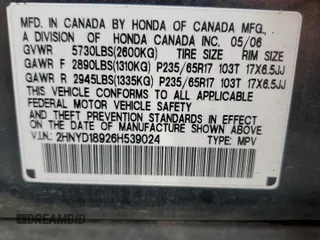 MFD. IN CANADA BY HONDA OF CANADA MFG.,
A DIVISION OF HONDA CANADA INC. 05/06
GVWR 5730LBS(2600KG) TIRE SIZE RIM SIZE
GAWR F 2890LBS(1310KG) P235/65R17 103T 17X6.5JJ
GAWR R 2945LBS(1335KG) P235/65R17 103T 17X6.5JJ
THIS VEHICLE CONFORMS TO ALL APPLICABLE FEDERAL
MOTOR VEHICLE SAFETY AND THEFT PREVENTION
STANDARDS IN EFFECT ON THE DATE OF
MANUFACTURE SHOWN ABOVE.
V.I.N.: 2HNYD18926H539024 TYPE: MPV
DREAMBID